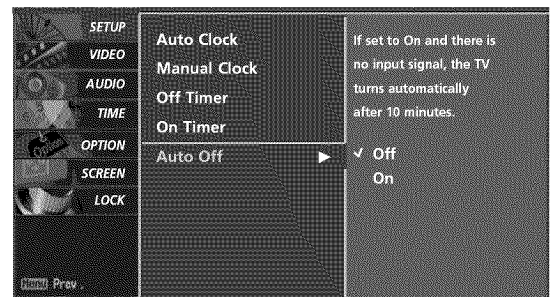 SETUP
VIDEO
AUDIO
TIME
OPTION
SCREEN
LOCK
Menu Prev.
Auto Clock
Manual Clock
Off Timer
On Timer
Auto Off ▶
If set to On and there is
no input signal, the TV
turns automatically
after 10 minutes.
✓ Off
On